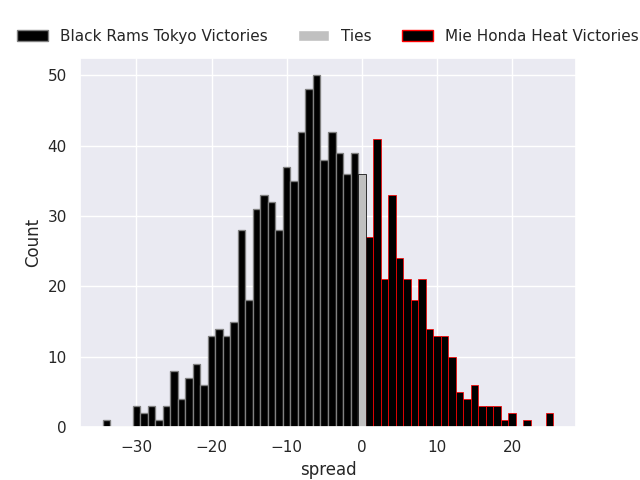 Black Rams Tokyo Victories Ties Mie Honda Heat Victories
50
40
30
20
10
0
−30 −20 −10 0 10 20
Count
spread